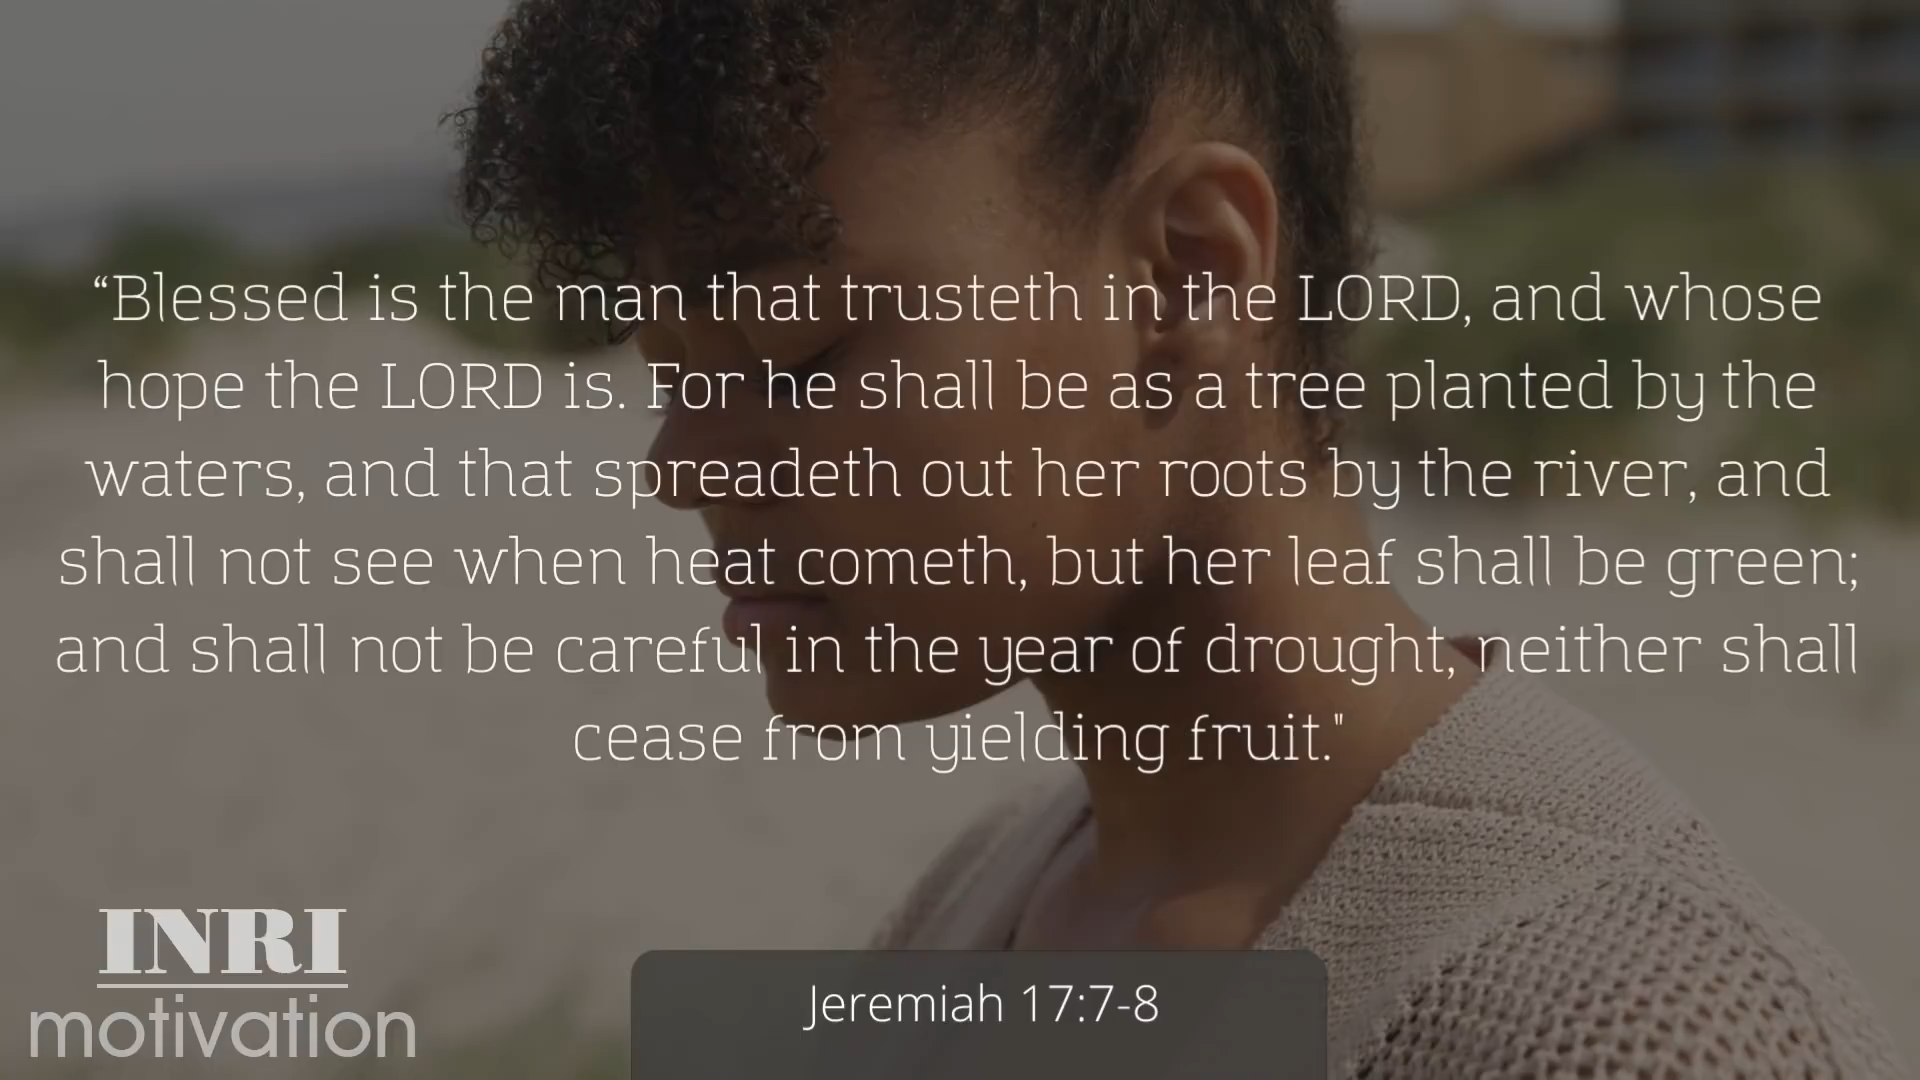 “Blessed is the man that trusteth in the LORD, and whose
hope the LORD is. For he shall be as a tree planted by the
waters, and that spreadeth out her roots by the river, and
shall not see when heat cometh, but her leaf shall be green;
and shall not be careful in the year of drought, neither shall
cease from yielding fruit."
INRI
motivation
Jeremiah 17:7-8